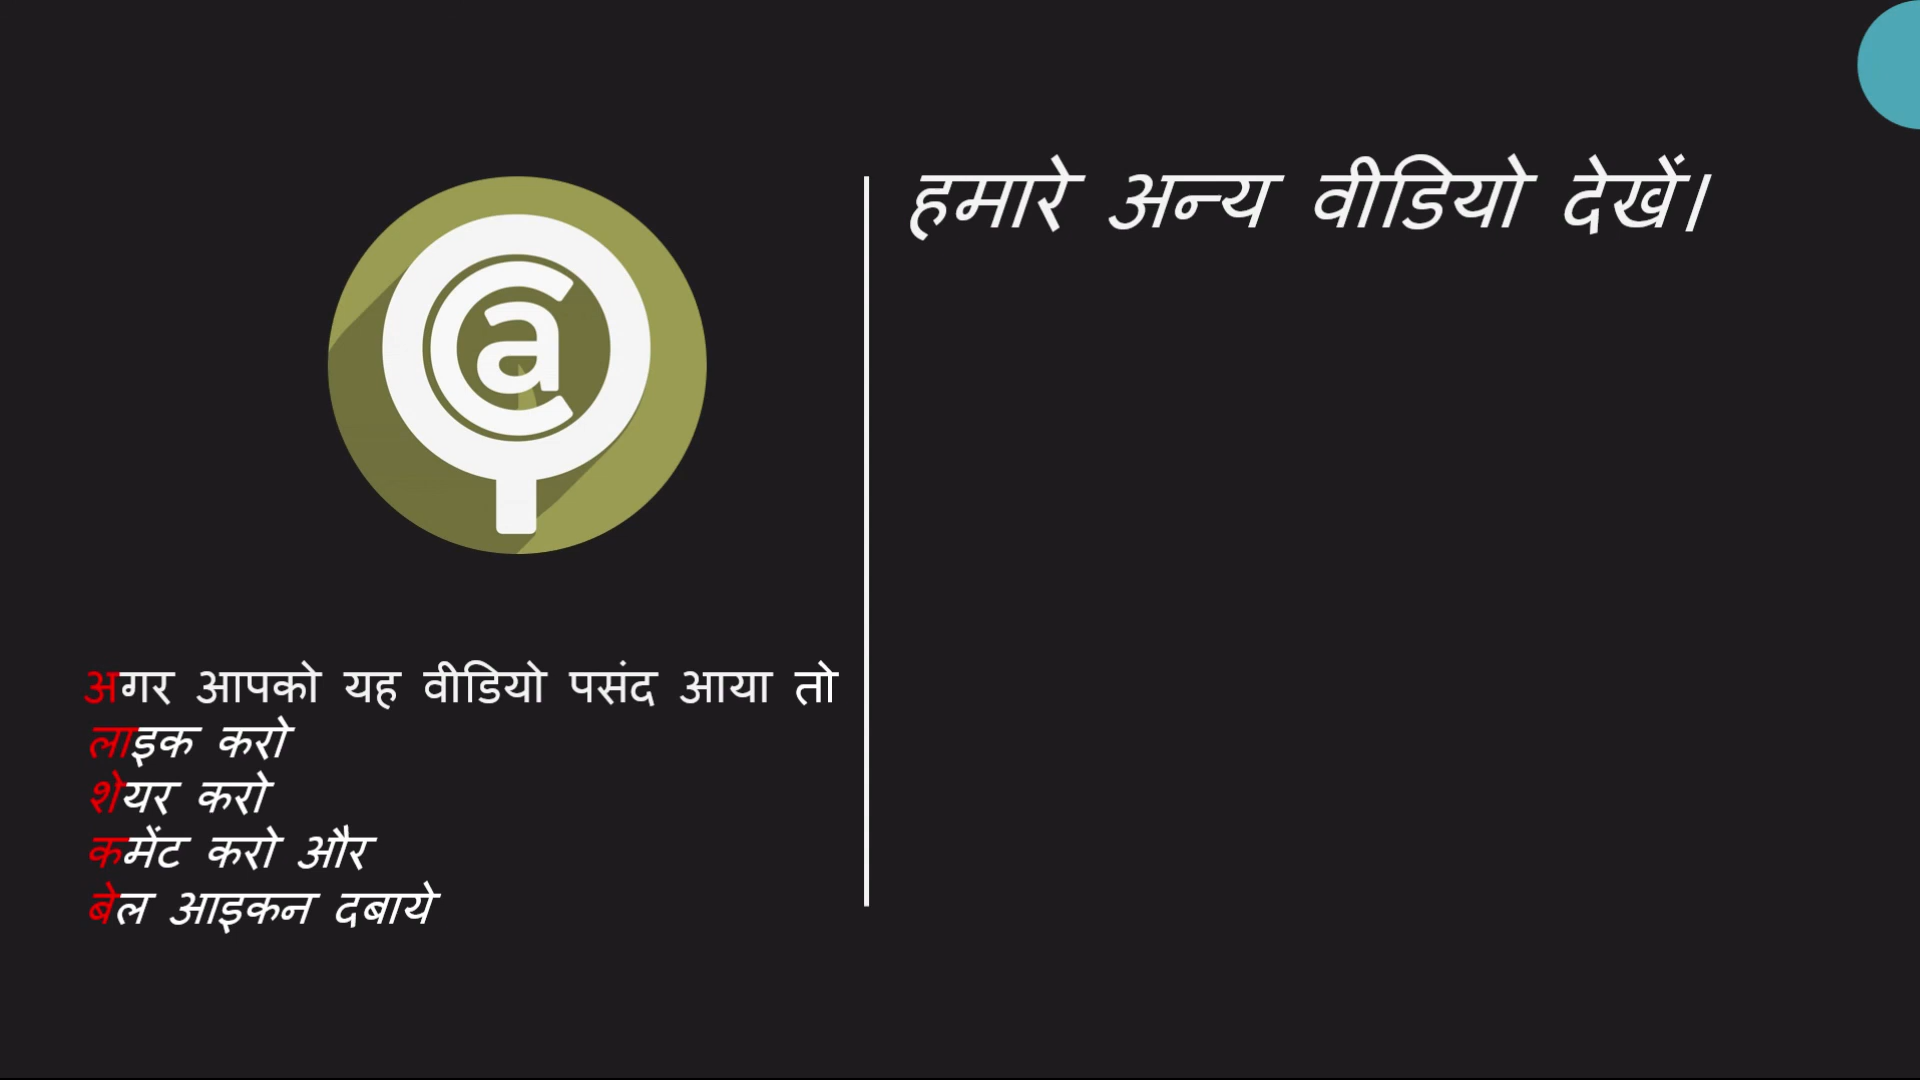 हमारे अन्य वीडियो देखें।
a
अगर आपको यह वीडियो पसंद आया तो
लाइक करो
शेयर करो
कमेंट करो और
बेल आइकन दबाये